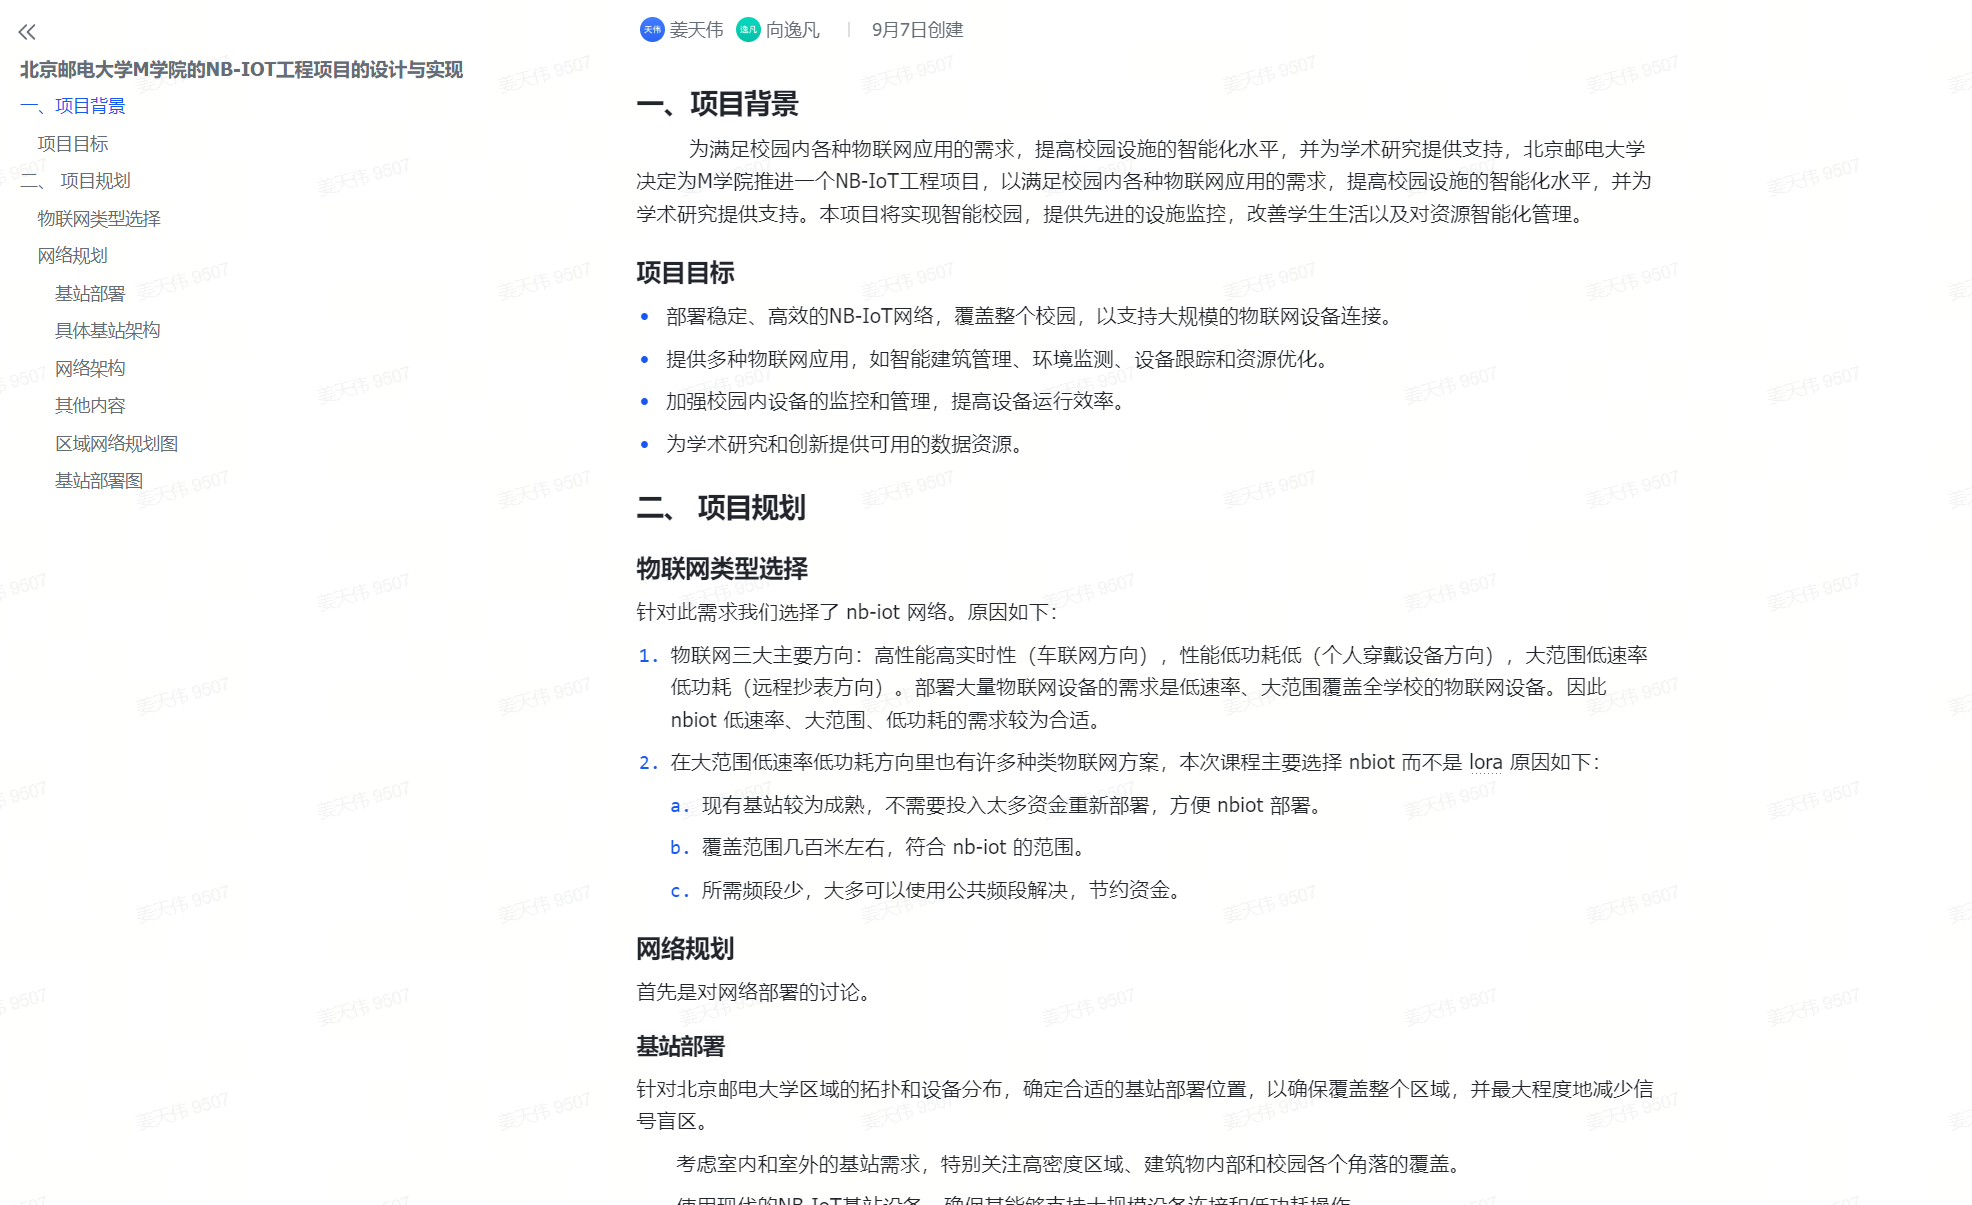 北京邮电大学M学院的NB-IOT工程项目的设计与实现
一、项目背景
项目目标
二、 项目规划
物联网类型选择
网络规划
基站部署
具体基站架构
网络架构
其他内容
区域网络规划图
基站部署图
天伟 姜天伟 逸凡 向逸凡 | 9月7日创建
一、项目背景
为满足校园内各种物联网应用的需求，提高校园设施的智能化水平，并为学术研究提供支持，北京邮电大学
决定为M学院推进一个NB-IoT工程项目，以满足校园内各种物联网应用的需求，提高校园设施的智能化水平，并为
学术研究提供支持。本项目将实现智能校园，提供先进的设施监控，改善学生生活以及对资源智能化管理。
项目目标
• 部署稳定、高效的NB-IoT网络，覆盖整个校园，以支持大规模的物联网设备连接。
• 提供多种物联网应用，如智能建筑管理、环境监测、设备跟踪和资源优化。
• 加强校园内设备的监控和管理，提高设备运行效率。
• 为学术研究和创新提供可用的数据资源。
二、 项目规划
物联网类型选择
针对此需求我们选择了 nb-iot 网络。原因如下：
1. 物联网三大主要方向：高性能高实时性（车联网方向），性能低功耗低（个人穿戴设备方向），大范围低速率
低功耗（远程抄表方向）。部署大量物联网设备的需求是低速率、大范围覆盖全学校的物联网设备。因此
nbiot 低速率、大范围、低功耗的需求较为合适。
2. 在大范围低速率低功耗方向里也有许多种类物联网方案，本次课程主要选择 nbiot 而不是 lora 原因如下：
a. 现有基站较为成熟，不需要投入太多资金重新部署，方便 nbiot 部署。
b. 覆盖范围几百米左右，符合 nb-iot 的范围。
c. 所需频段少，大多可以使用公共频段解决，节约资金。
网络规划
首先是对网络部署的讨论。
基站部署
针对北京邮电大学区域的拓扑和设备分布，确定合适的基站部署位置，以确保覆盖整个区域，并最大程度地减少信
号盲区。
考虑室内和室外的基站需求，特别关注高密度区域、建筑物内部和校园各个角落的覆盖。
使用现代的NB-IoT基站设备，确保其能够支持大规模设备连接和低功耗操作。
姜天伟 9507